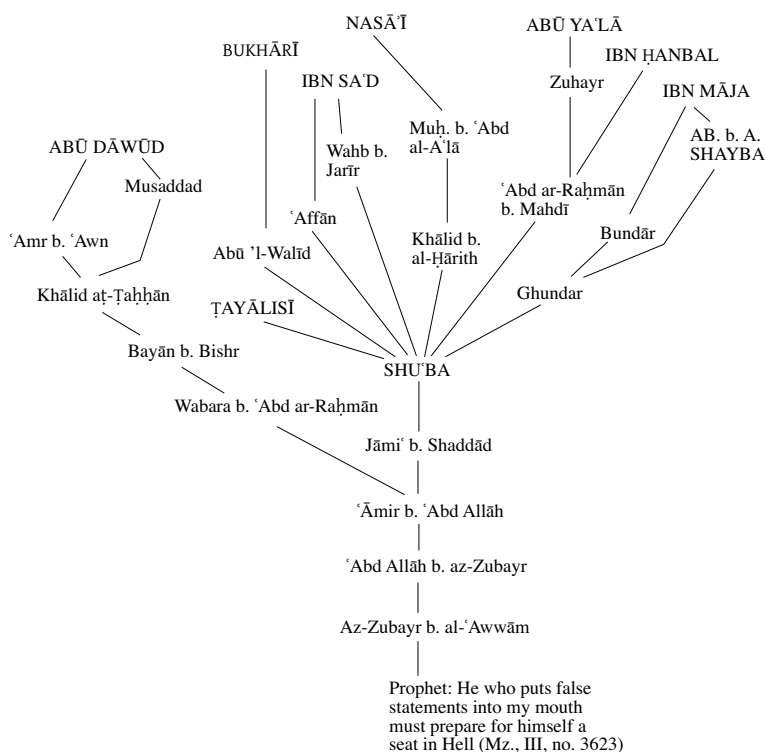 NASĀʾĪ
ABŪ YAʿLĀ
BUKHĀRĪ
IBN ḤANBAL
IBN SAʿD
Zuhayr
IBN MĀJA
Muḥ. b. ʿAbd
al-Aʿlā
AB. b. A.
SHAYBA
ABŪ DĀWŪD
Wahb b.
Jarīr
Musaddad
ʿAbd ar-Raḥmān
b. Mahdī
ʿAffān
Bundār
ʿAmr b. ʿAwn
Abū ’l-Walīd
Khālid b.
al-Ḥārith
Khālid aṭ-Ṭaḥḥān
ṬAYĀLISĪ
Ghundar
Bayān b. Bishr
SHUʿBA
Wabara b. ʿAbd ar-Raḥmān
Jāmiʿ b. Shaddād
ʿĀmir b. ʿAbd Allāh
ʿAbd Allāh b. az-Zubayr
Az-Zubayr b. al-ʿAwwām
Prophet: He who puts false
statements into my mouth
must prepare for himself a
seat in Hell (Mz., III, no. 3623)